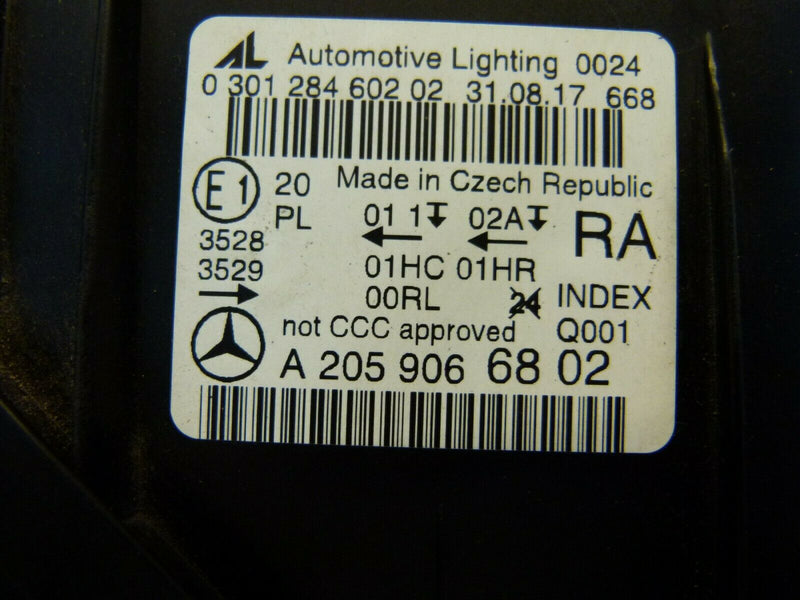 AL Automotive Lighting 0024
0 301 284 602 02 31.08.17 668
E1 20 Made in Czech Republic
PL 01 1 02A RA
3528
3529 01HC 01HR
00RL 24 INDEX
not CCC approved Q001
A 205 906 68 02